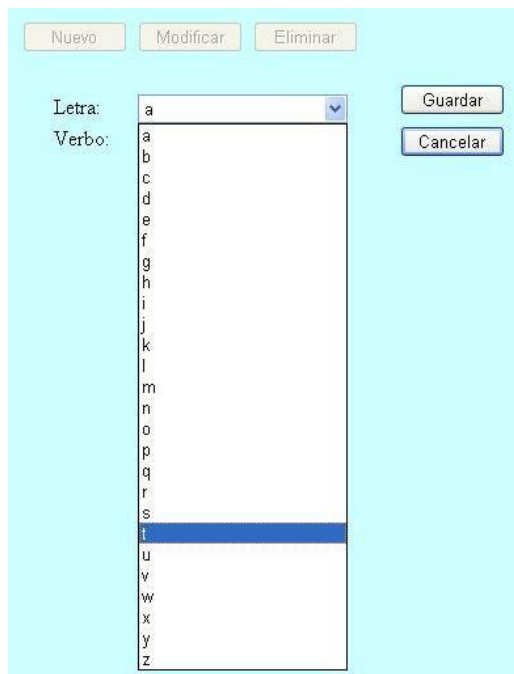 Nuevo Modificar Eliminar
Letra: a Guardar
Verbo: Cancelar
a
b
c
d
e
f
g
h
i
j
k
l
m
n
o
p
q
r
s
t
u
v
w
x
y
z